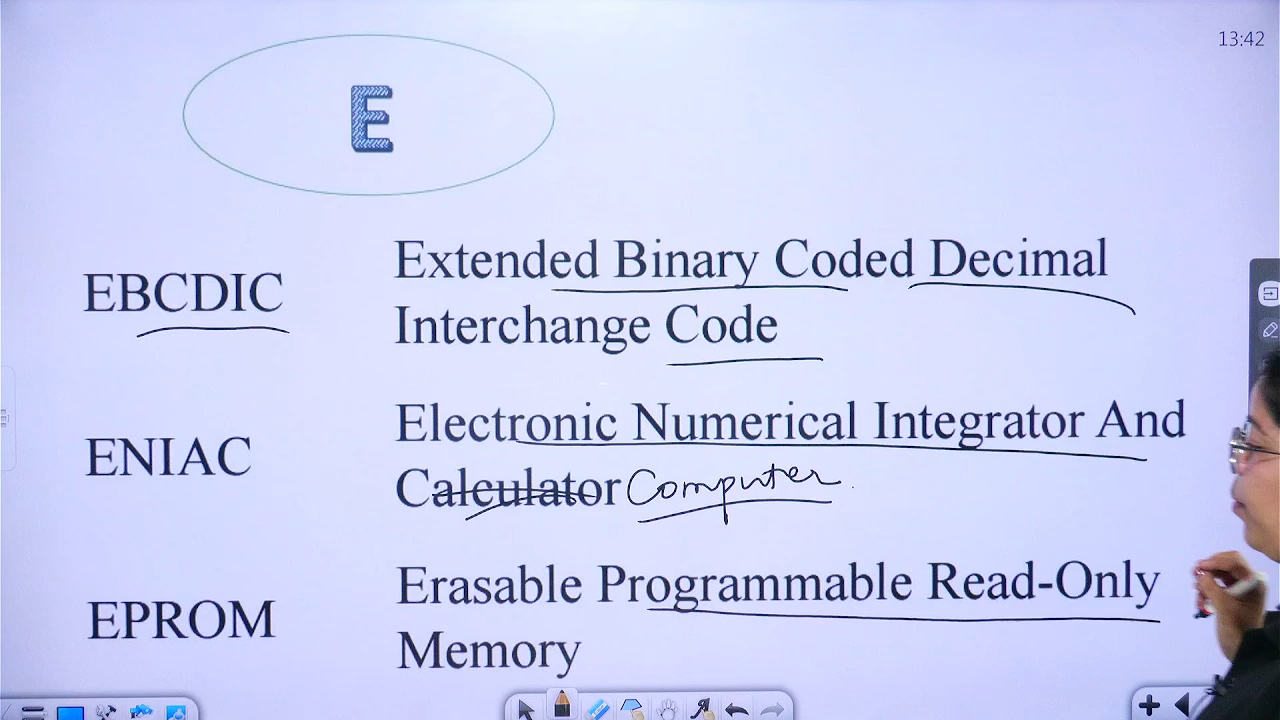 13:42
E
EBCDIC
Extended Binary Coded Decimal
Interchange Code
ENIAC
Electronic Numerical Integrator And
Calculator Computer
EPROM
Erasable Programmable Read-Only
Memory